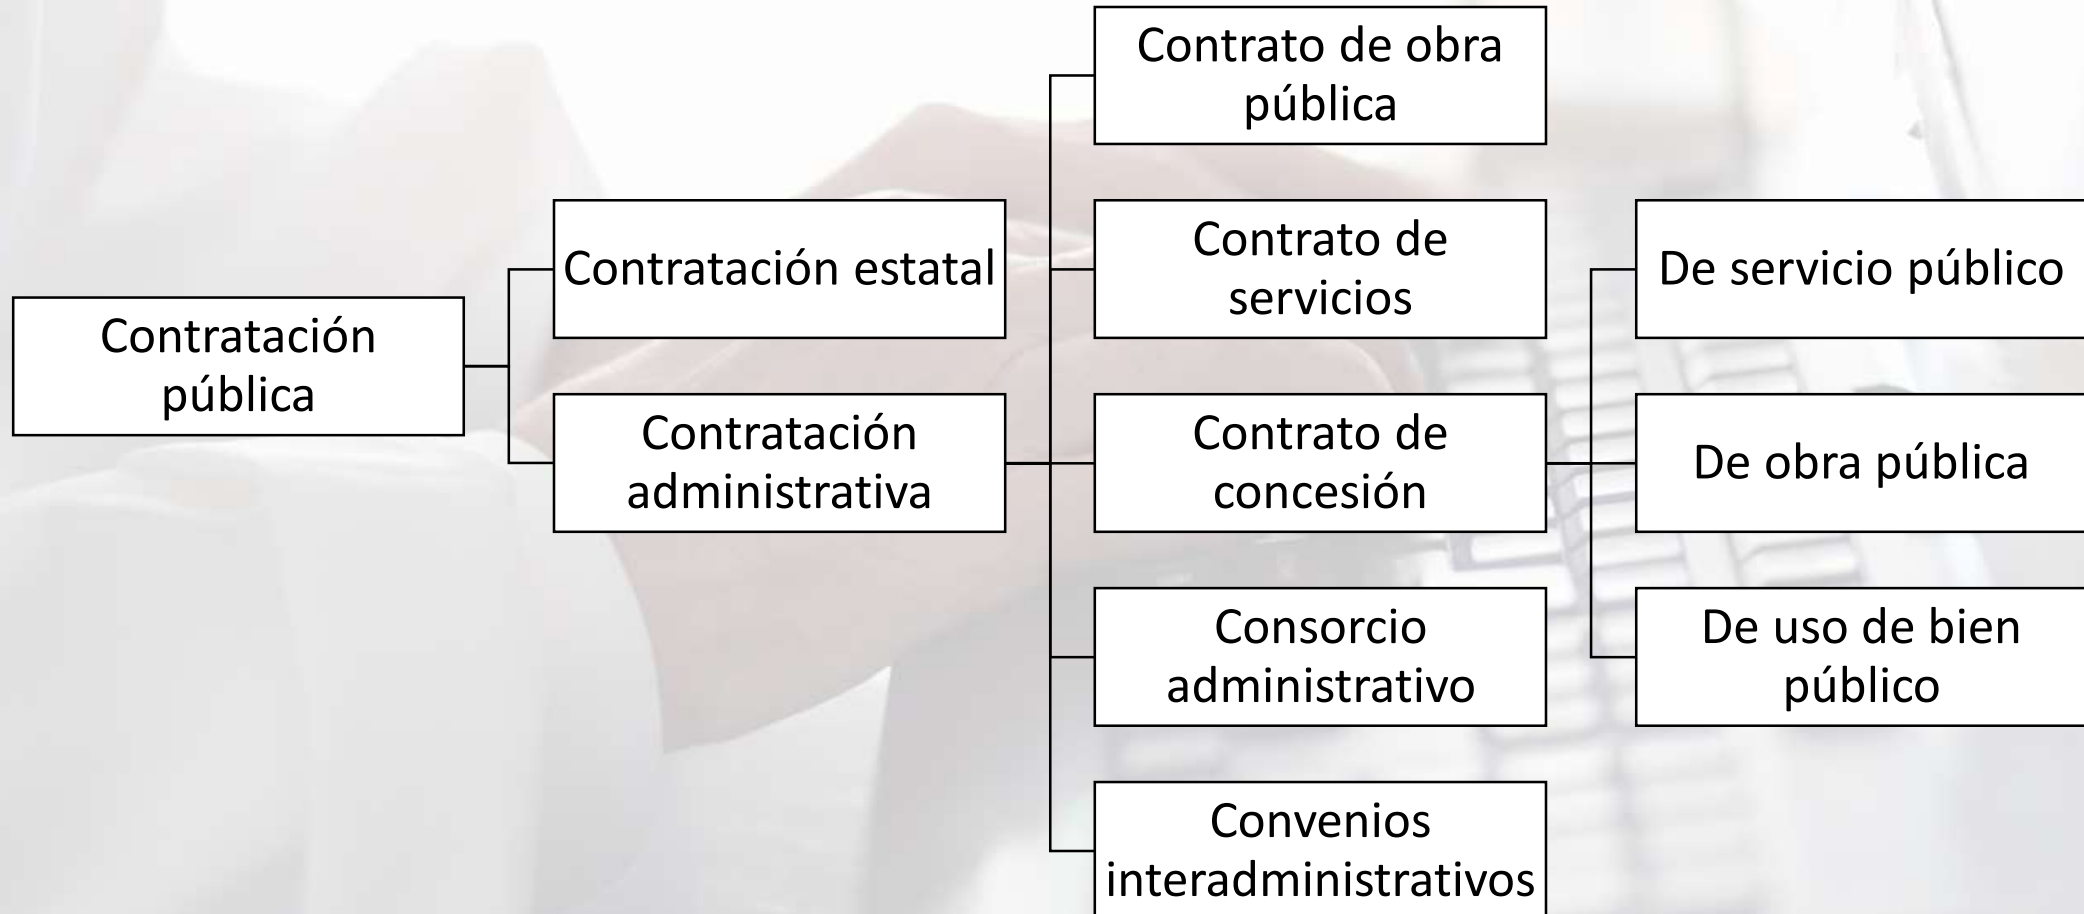 Contratación
pública
Contratación estatal
Contratación
administrativa
Contrato de obra
pública
Contrato de
servicios
Contrato de
concesión
Consorcio
administrativo
Convenios
interadministrativos
De servicio público
De obra pública
De uso de bien
público